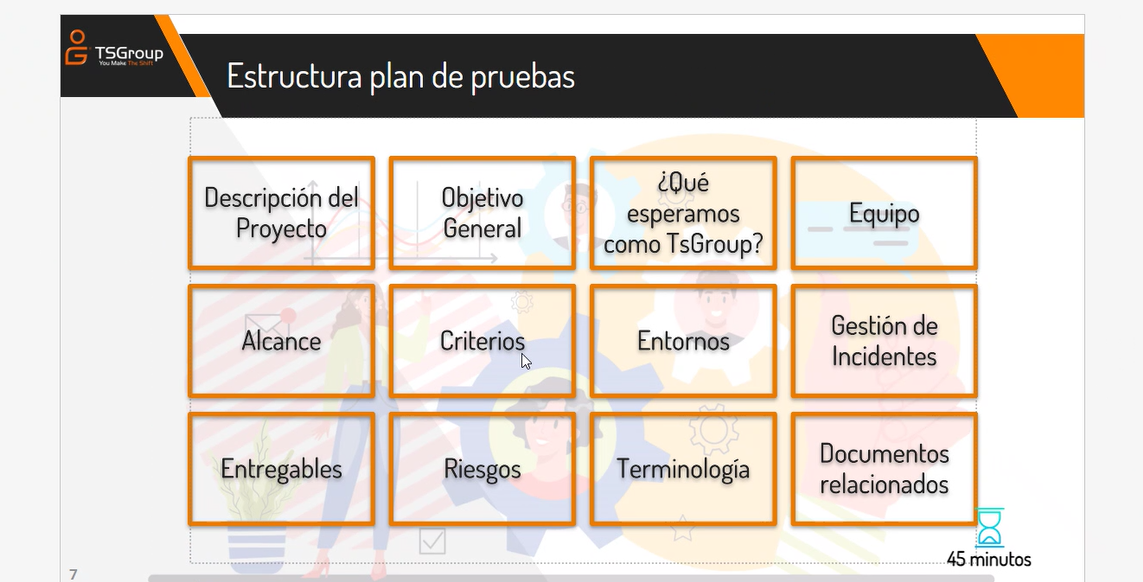 TSGroup
You Make The Shift
Estructura plan de pruebas
Descripción del
Proyecto
Objetivo
General
¿Qué
esperamos
como TsGroup?
Equipo
Alcance
Criterios
Entornos
Gestión de
Incidentes
Entregables
Riesgos
Terminología
Documentos
relacionados
45 minutos
7